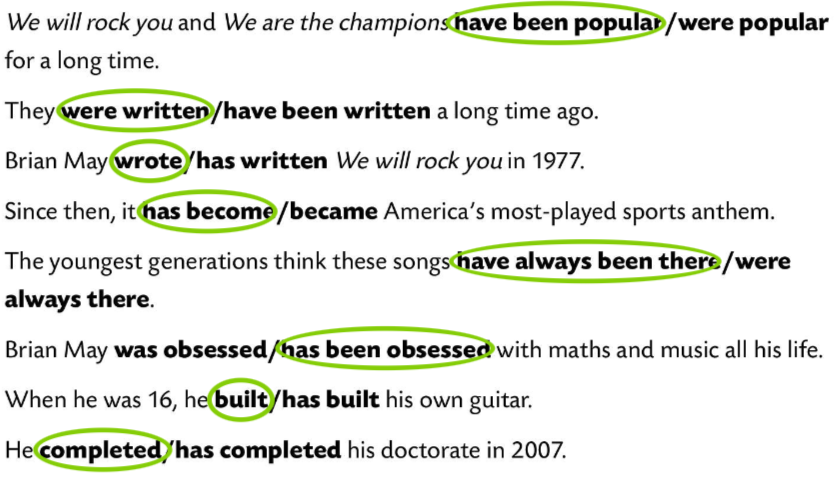 We will rock you and We are the champions have been popular/were popular
for a long time.
They were written/have been written a long time ago.
Brian May wrote/has written We will rock you in 1977.
Since then, it has become/became America's most-played sports anthem.
The youngest generations think these songs have always been there/were
always there.
Brian May was obsessed/has been obsessed with maths and music all his life.
When he was 16, he built/has built his own guitar.
He completed/has completed his doctorate in 2007.